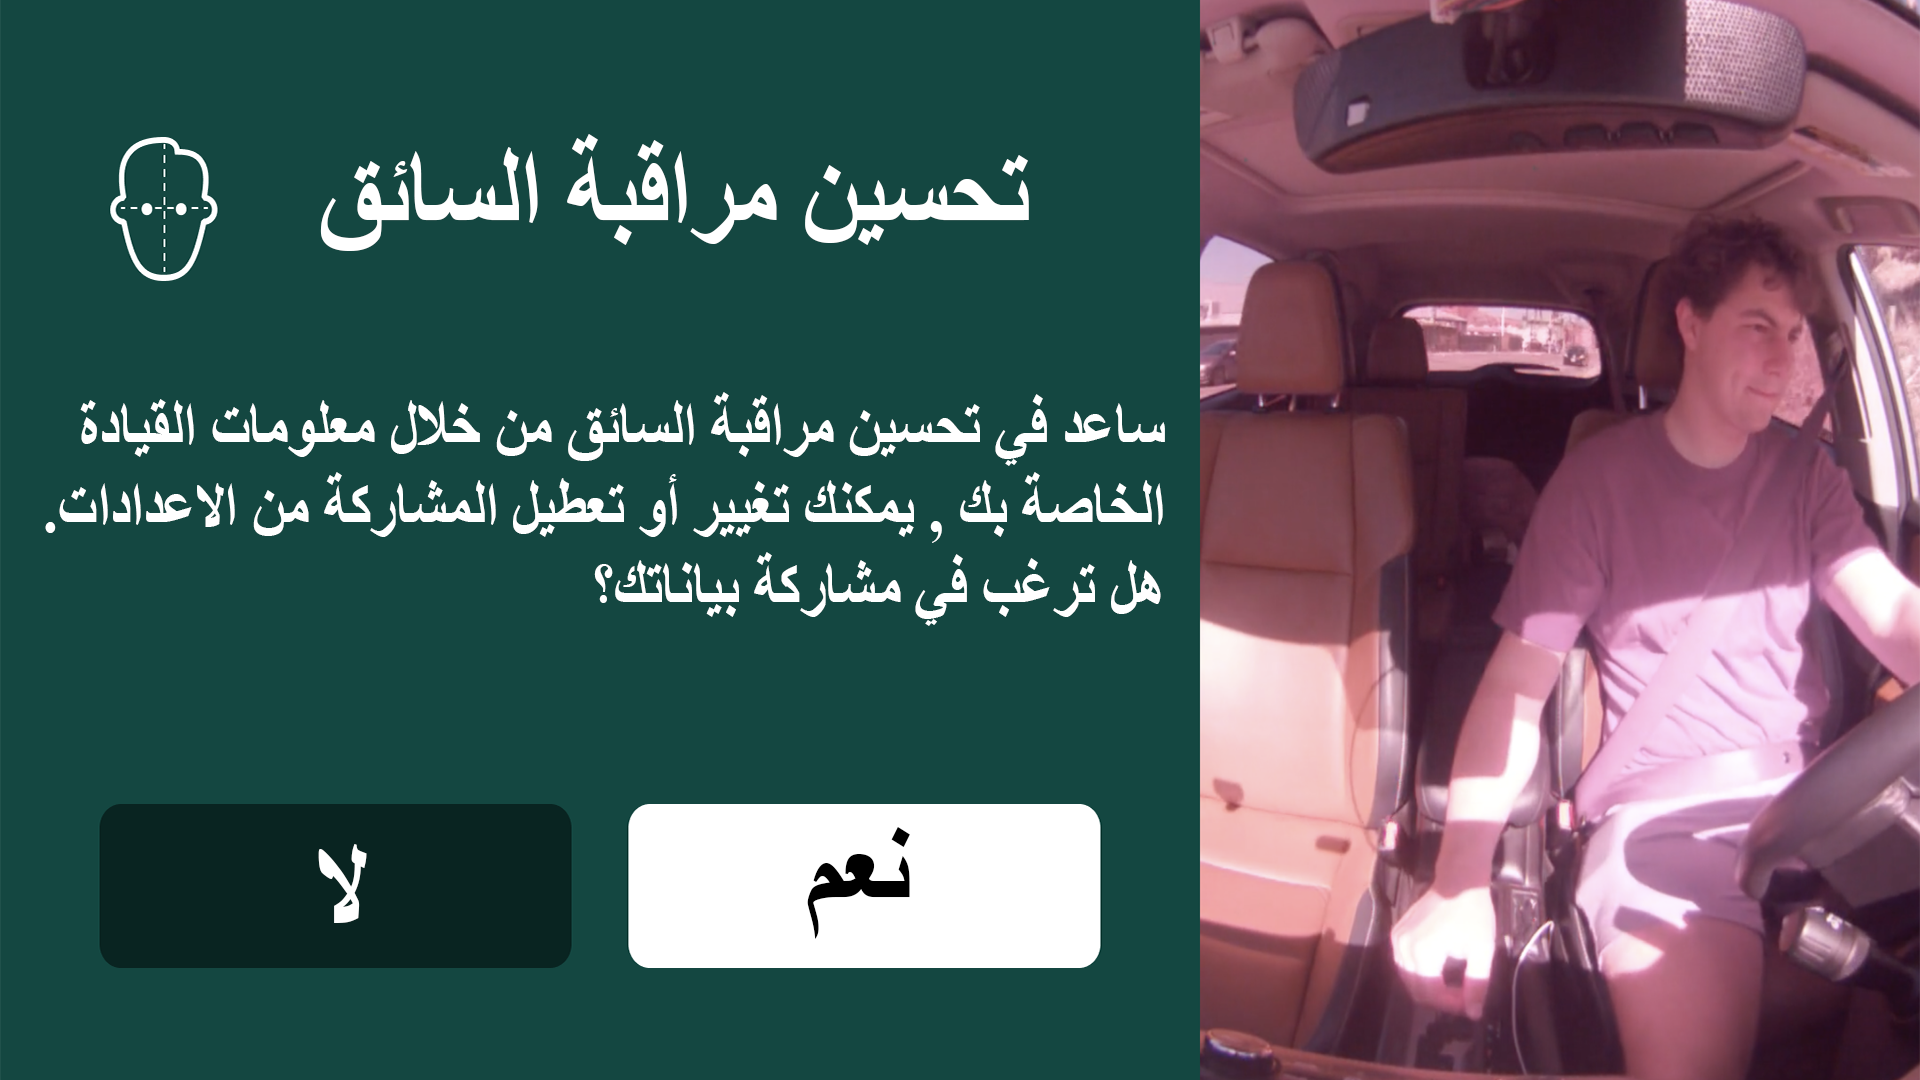 تحسين مراقبة السائق
ساعد في تحسين مراقبة السائق من خلال معلومات القيادة
الخاصة بك , يمكنك تغيير أو تعطيل المشاركة من الاعدادات.
هل ترغب في مشاركة بياناتك؟
نعم
لا